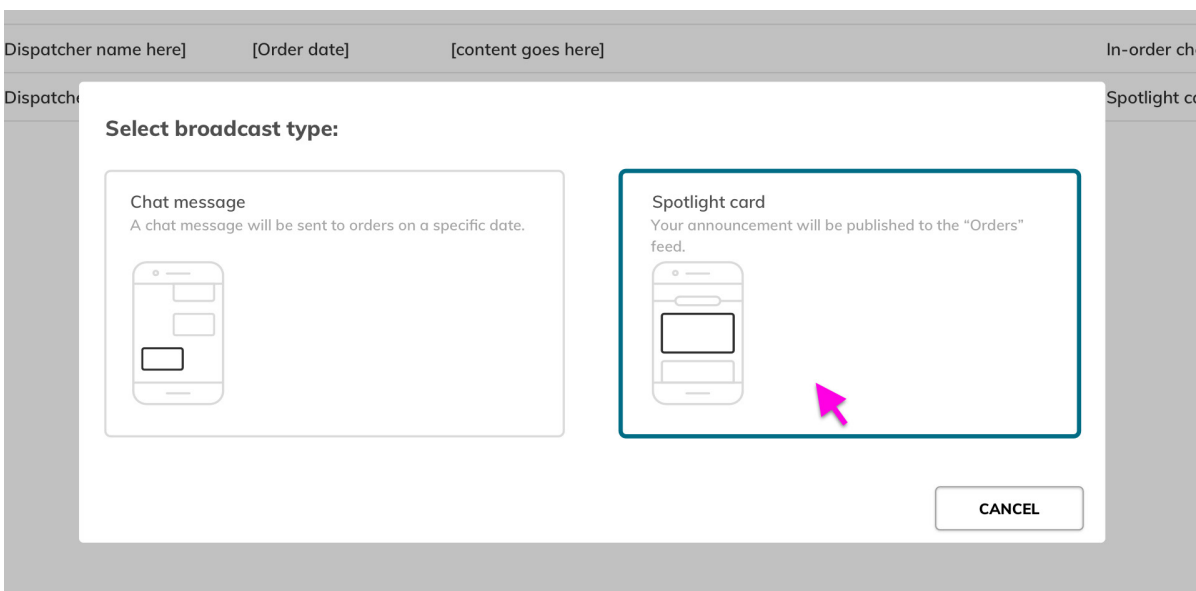 Dispatcher name here] [Order date] [content goes here] In-order
Spotlight
Select broadcast type:
Chat message
A chat message will be sent to orders on a specific date.
Spotlight card
Your announcement will be published to the “Orders”
feed.
CANCEL